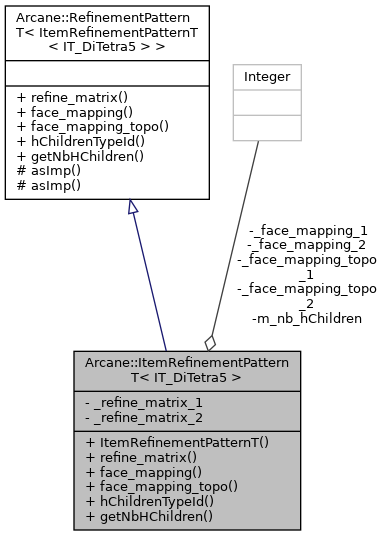 Arcane::RefinementPattern
T< ItemRefinementPatternT
< IT_DiTetra5 > >
+ refine_matrix()
+ face_mapping()
+ face_mapping_topo()
+ hChildrenTypeId()
+ getNbHChildren()
# asImp()
# asImp()
Integer
-_face_mapping_1
-_face_mapping_2
-_face_mapping_topo
_1
-_face_mapping_topo
_2
-m_nb_hChildren
Arcane::ItemRefinementPattern
T< IT_DiTetra5 >
- _refine_matrix_1
- _refine_matrix_2
+ ItemRefinementPatternT()
+ refine_matrix()
+ face_mapping()
+ face_mapping_topo()
+ hChildrenTypeId()
+ getNbHChildren()